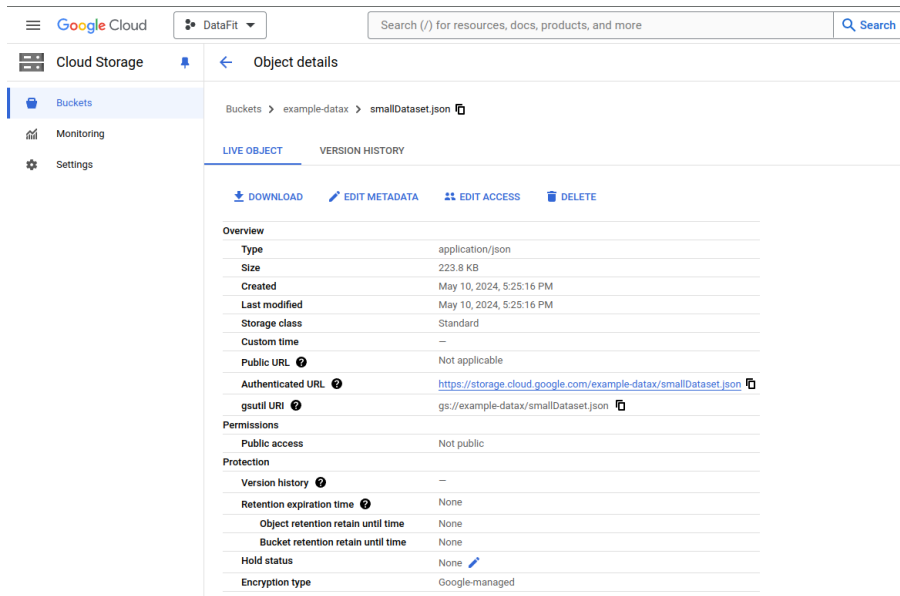 Google Cloud
DataFit
Search (/) for resources, docs, products, and more
Search
Cloud Storage
Object details
Buckets
Monitoring
Settings
Buckets > example-datax > smallDataset.json
LIVE OBJECT VERSION HISTORY
DOWNLOAD EDIT METADATA EDIT ACCESS DELETE
Overview
Type application/json
Size 223.8 KB
Created May 10, 2024, 5:25:16 PM
Last modified May 10, 2024, 5:25:16 PM
Storage class Standard
Custom time —
Public URL ? Not applicable
Authenticated URL ? https://storage.cloud.google.com/example-datax/smallDataset.json
gsutil URI ? gs://example-datax/smallDataset.json
Permissions
Public access Not public
Protection
Version history ? —
Retention expiration time ? None
Object retention retain until time None
Bucket retention retain until time None
Hold status None
Encryption type Google-managed